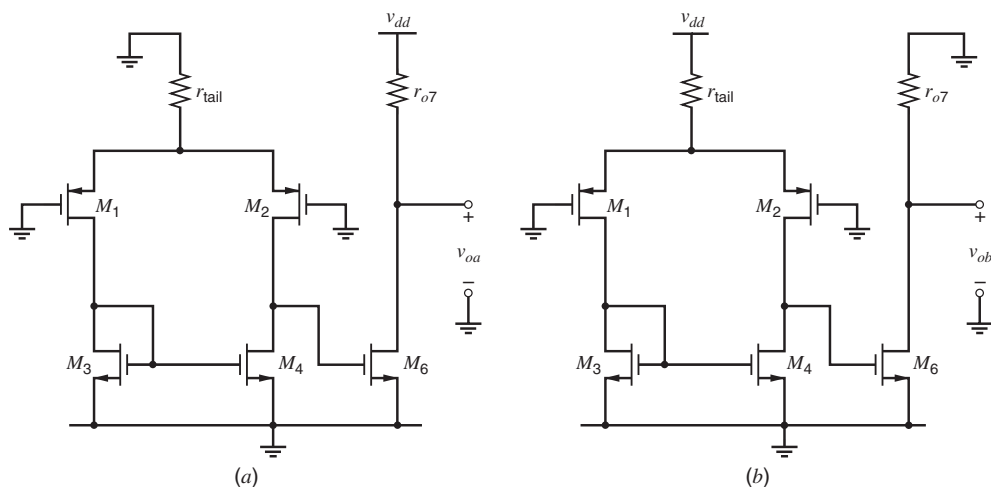 v_dd
r_tail
r_o7
M_1
M_2
+
v_oa
−
M_3
M_4
M_6
(a)
v_dd
r_tail
r_o7
M_1
M_2
+
v_ob
−
M_3
M_4
M_6
(b)